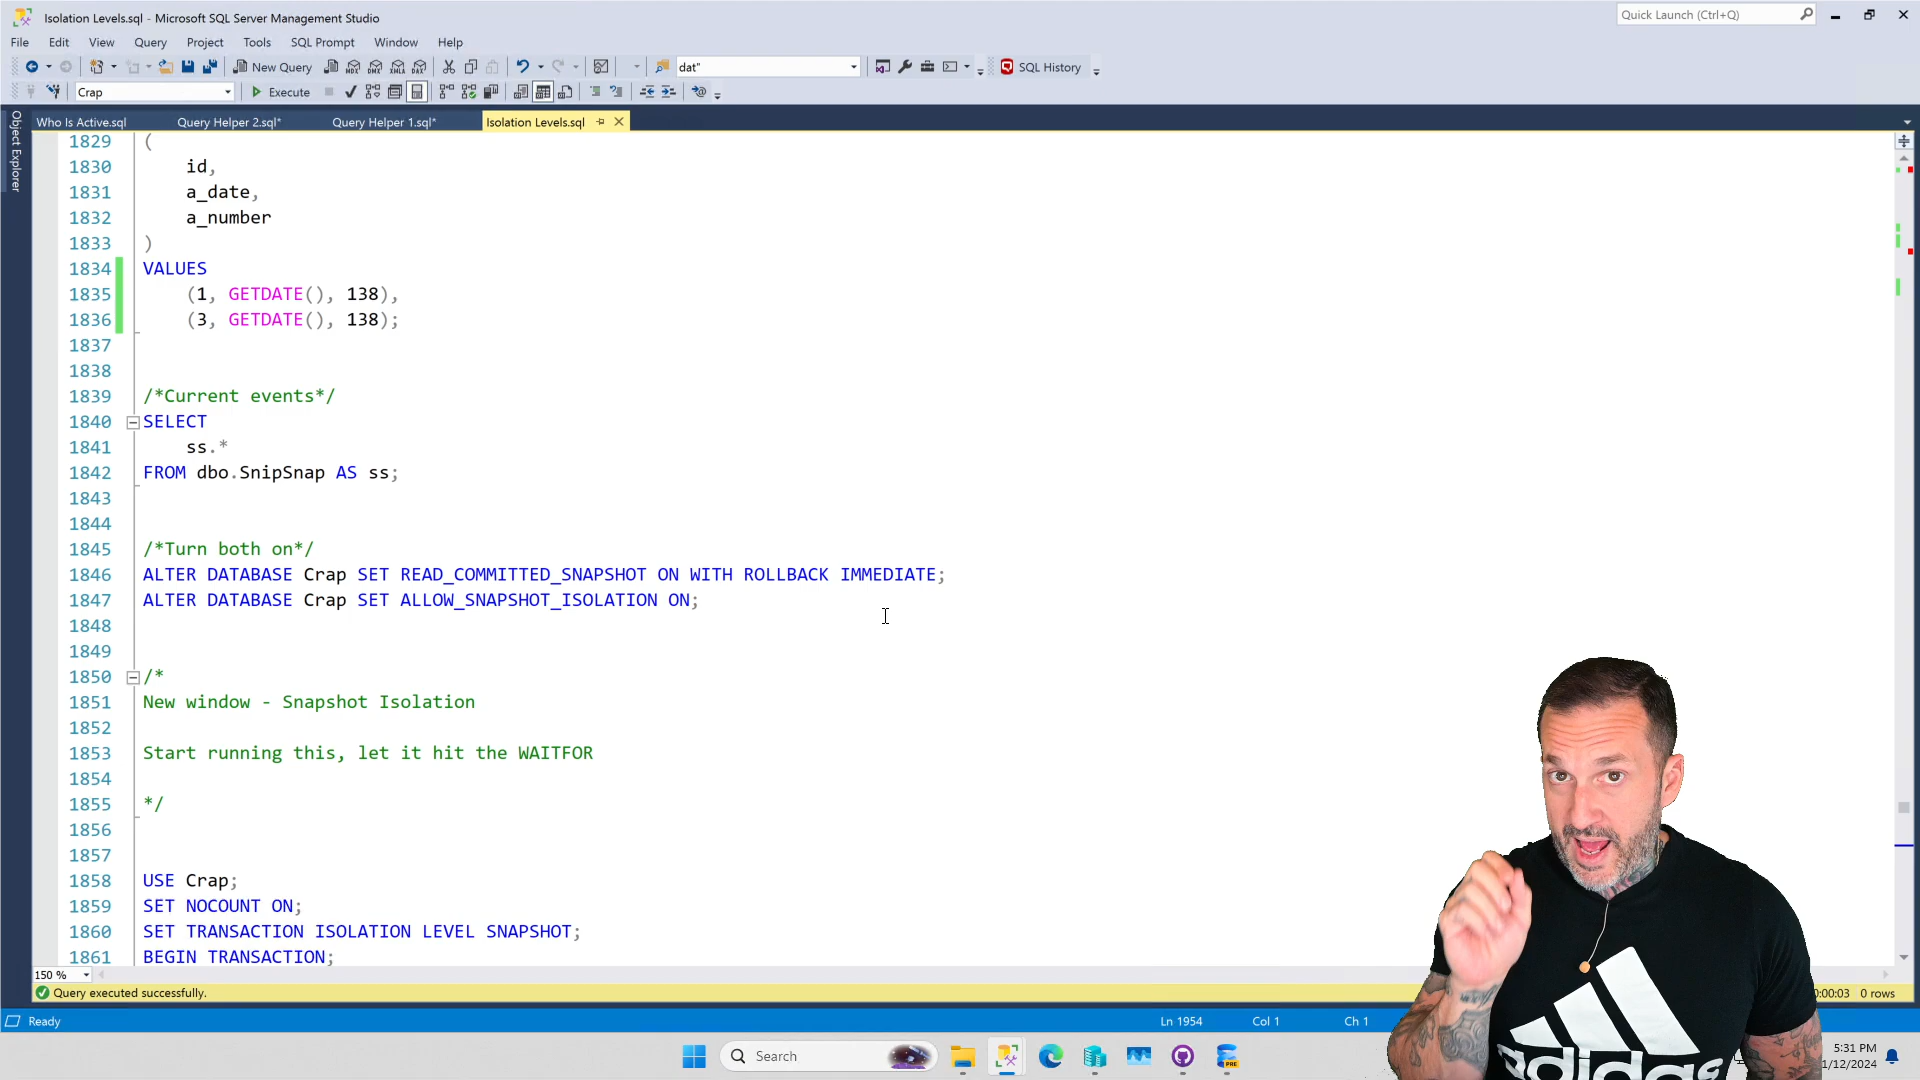 Isolation Levels.sql - Microsoft SQL Server Management Studio
Quick Launch (Ctrl+Q)
File Edit View Query Project Tools SQL Prompt Window Help
New Query MDX DMX XMLA DAX dat" SQL History
Crap Execute
Who Is Active.sql Query Helper 2.sql* Query Helper 1.sql* Isolation Levels.sql
Object Explorer
1829 (
1830 id,
1831 a_date,
1832 a_number
1833 )
1834 VALUES
1835 (1, GETDATE(), 138),
1836 (3, GETDATE(), 138);
1837
1838
1839 /*Current events*/
1840 SELECT
1841 ss.*
1842 FROM dbo.SnipSnap AS ss;
1843
1844
1845 /*Turn both on*/
1846 ALTER DATABASE Crap SET READ_COMMITTED_SNAPSHOT ON WITH ROLLBACK IMMEDIATE;
1847 ALTER DATABASE Crap SET ALLOW_SNAPSHOT_ISOLATION ON;
1848
1849
1850 /*
1851 New window - Snapshot Isolation
1852
1853 Start running this, let it hit the WAITFOR
1854
1855 */
1856
1857
1858 USE Crap;
1859 SET NOCOUNT ON;
1860 SET TRANSACTION ISOLATION LEVEL SNAPSHOT;
1861 BEGIN TRANSACTION;
150 %
Query executed successfully. 0:00:03 0 rows
Ready Ln 1954 Col 1 Ch 1
Search
PRE
5:31 PM
1/12/2024
adidas